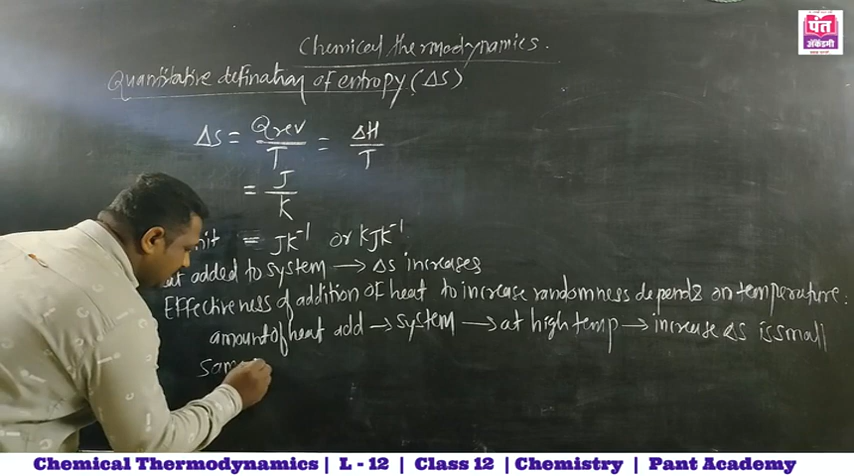 पंत
अॅकॅडमी
Chemical thermodynamics.
Quantitative defination of entropy (ΔS)
ΔS = Qrev / T = ΔH / T
= J / K
nit = JK⁻¹ or KJK⁻¹
at added to system → ΔS increases
Effectiveness of addition of heat to increase randomness depends on temperature.
amount of heat add → system → at high temp → increase ΔS is small
Sam
Chemical Thermodynamics | L - 12 | Class 12 | Chemistry | Pant Academy